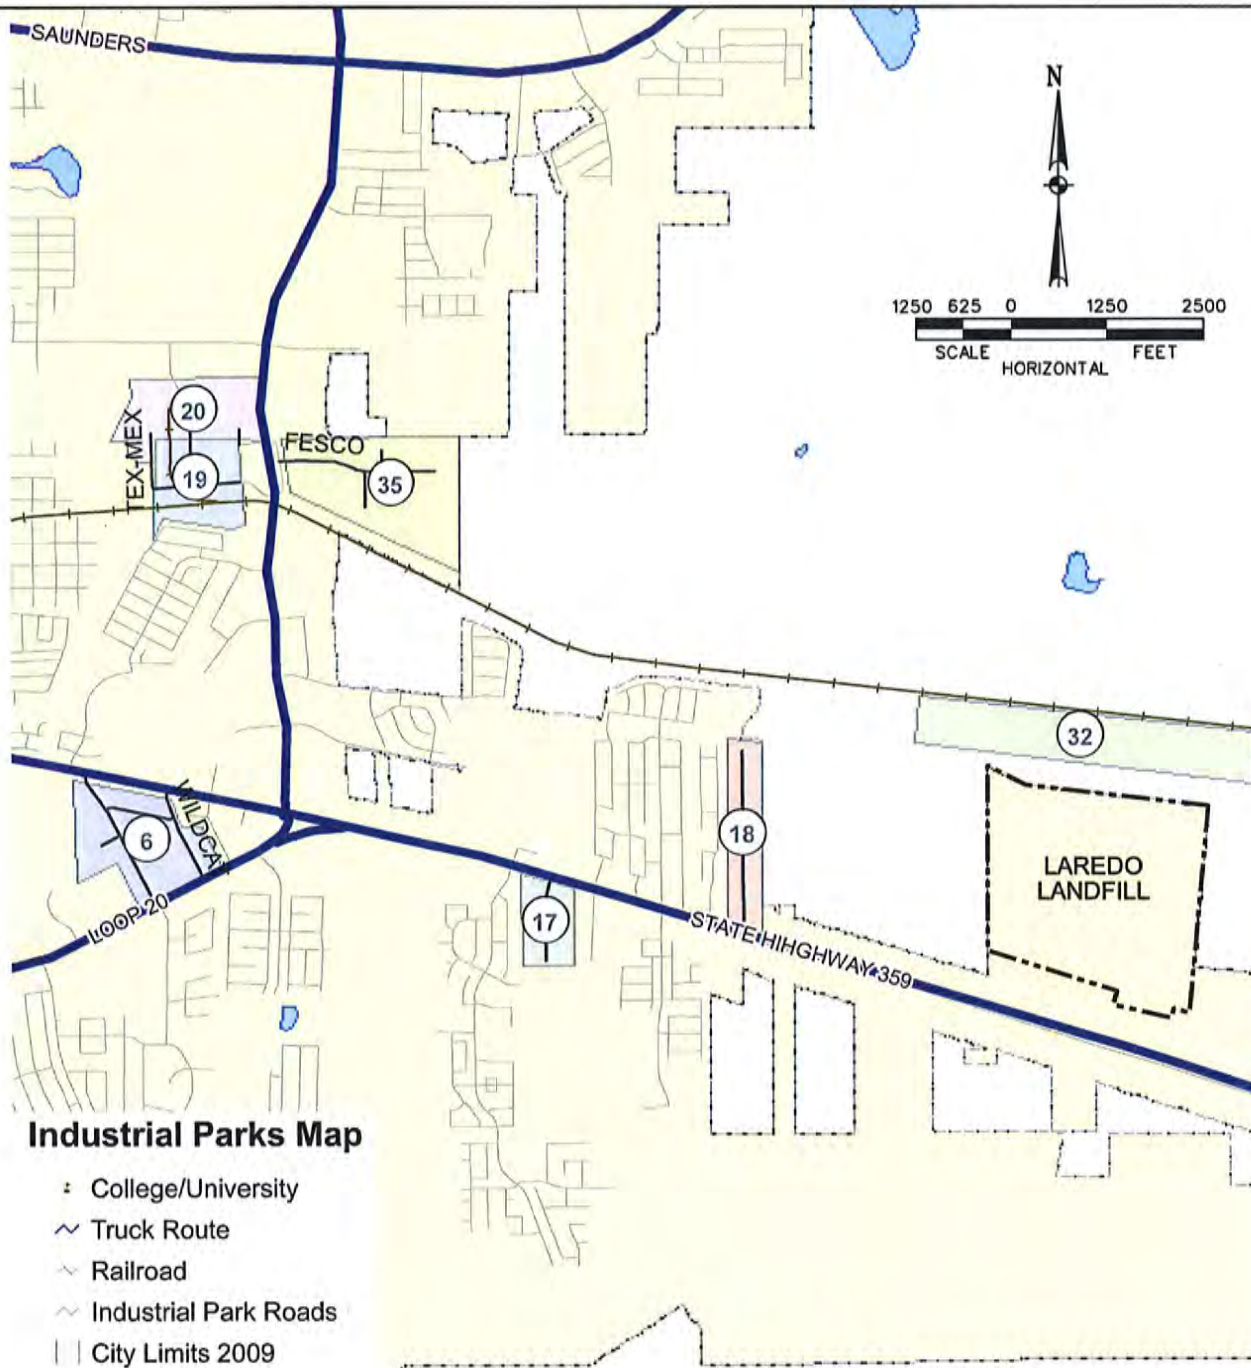 SAUNDERS
N
1250 625 0 1250 2500
SCALE FEET
HORIZONTAL
20
TEX-MEX
19
FESCO
35
32
WILDCAT
6
18
LAREDO
LANDFILL
LOOP 20
17
STATE HIHGHWAY 359
Industrial Parks Map
College/University
Truck Route
Railroad
Industrial Park Roads
City Limits 2009